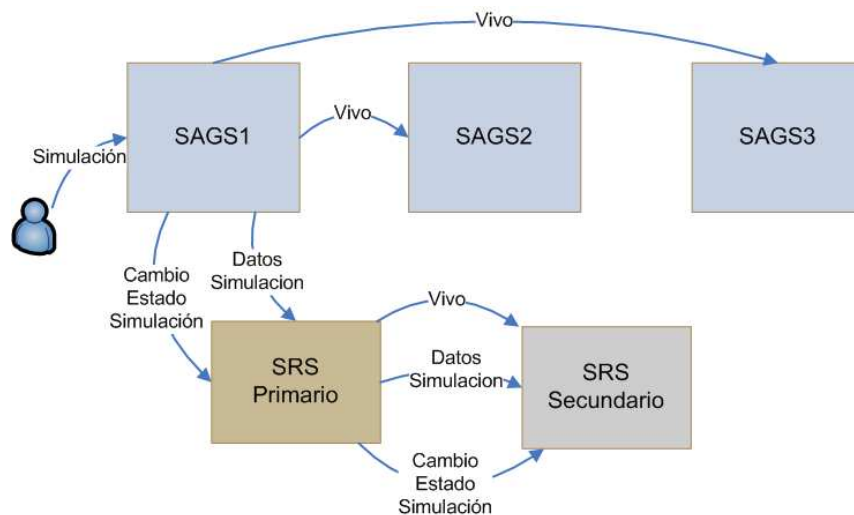 Vivo
SAGS1
Vivo
SAGS2
SAGS3
Simulación
Cambio
Estado
Simulación
Datos
Simulacion
Vivo
SRS
Primario
Datos
Simulacion
SRS
Secundario
Cambio
Estado
Simulación